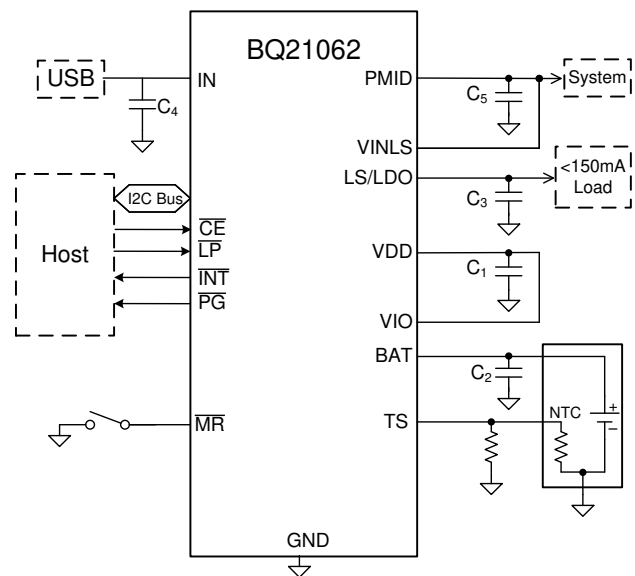 BQ21062
USB
IN
C4
PMID
C5
System
VINLS
LS/LDO
C3
<150mA
Load
I2C Bus
Host
CE
LP
INT
PG
VDD
C1
VIO
BAT
C2
MR
TS
NTC
+
−
GND